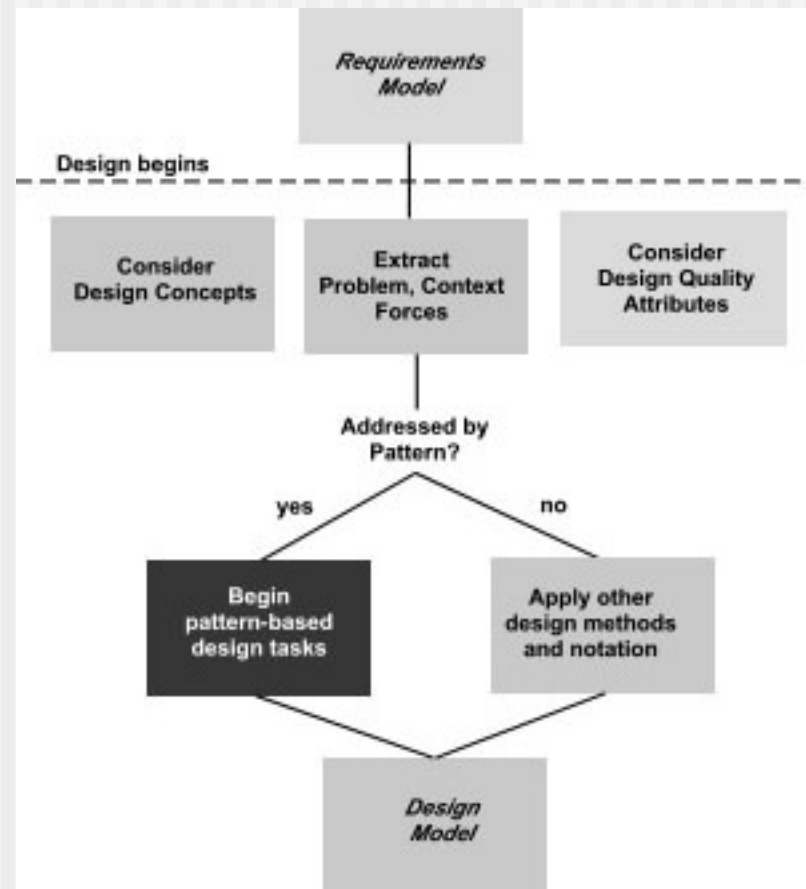 Requirements
Model
Design begins
Consider
Design Concepts
Extract
Problem, Context
Forces
Consider
Design Quality
Attributes
Addressed by
Pattern?
yes
no
Begin
pattern-based
design tasks
Apply other
design methods
and notation
Design
Model